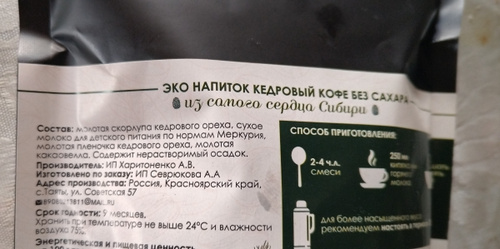 ЭКО НАПИТОК КЕДРОВЫЙ КОФЕ БЕЗ САХАРА
из самого сердца Сибири
Состав: молотая скорлупа кедрового ореха, сухое
молоко для детского питания по нормам Меркурия,
молотая пленочка кедрового ореха, молотая
какаовелла. Содержит нерастворимый осадок.
Производитель: ИП Харитоненко А.В.
Изготовлено по заказу: ИП Севрюкова А.А
Адрес производства: Россия, Красноярский край,
с.Таяты, ул. Советская 57
Срок годности: 9 месяцев.
Хранить при температуре не выше 24°С и влажности
воздуха 75%
Энергетическая и пищевая ценность
СПОСОБ ПРИГОТОВЛЕНИЯ:
2-4 ч.л.
смеси
250 мл
для более насыщенного
рекомендуем настоять в